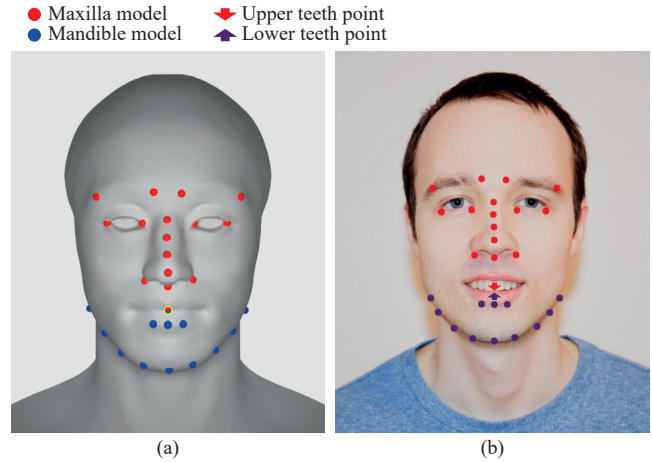 Maxilla model
Upper teeth point
Mandible model
Lower teeth point
(a)
(b)